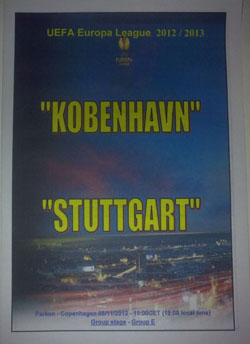 UEFA Europa League 2012 / 2013
"KOBENHAVN"
"STUTTGART"
Parken - Copenhagen 08/11/2012 - 19:00CET (19:00 local time)
Group stage - Group E